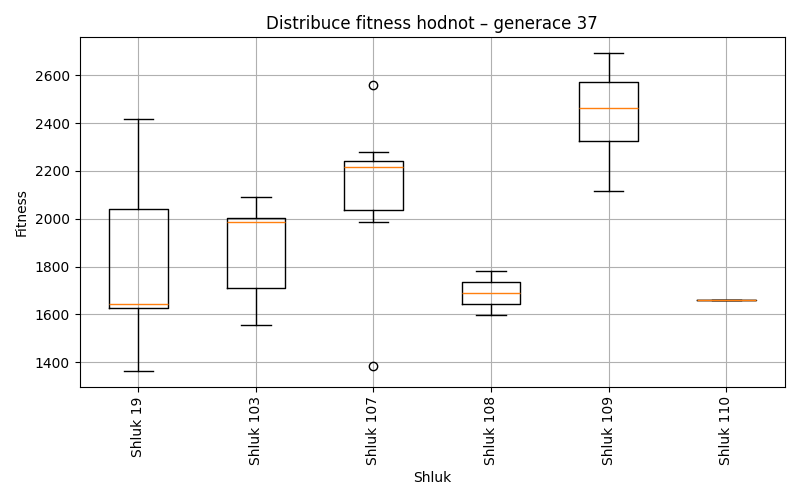 Distribuce fitness hodnot – generace 37
Fitness
2600
2400
2200
2000
1800
1600
1400
Shluk 19
Shluk 103
Shluk 107
Shluk 108
Shluk 109
Shluk 110
Shluk